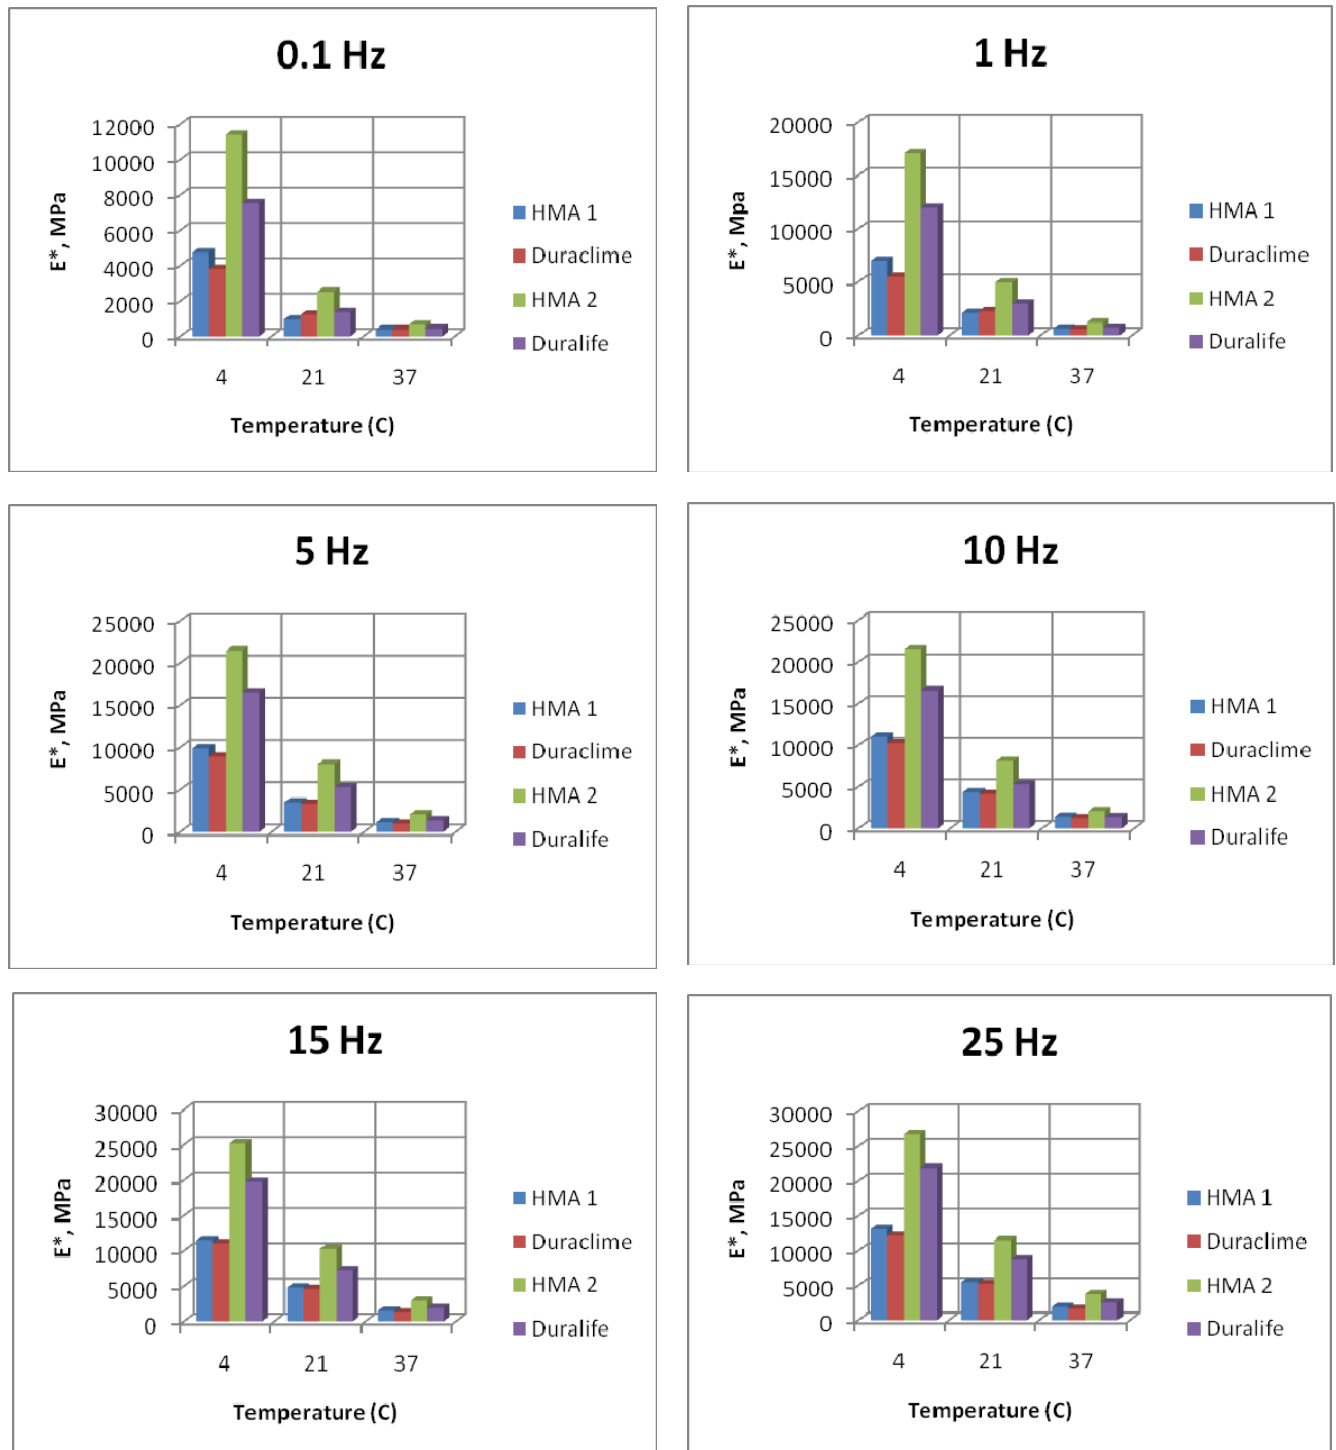 0.1 Hz
12000
10000
8000
6000
4000
2000
0
E*, MPa
4 21 37
Temperature (C)
HMA 1
Duraclime
HMA 2
Duralife
1 Hz
20000
15000
10000
5000
0
E*, Mpa
4 21 37
Temperature (C)
HMA 1
Duraclime
HMA 2
Duralife
5 Hz
25000
20000
15000
10000
5000
0
E*, MPa
4 21 37
Temperature (C)
HMA 1
Duraclime
HMA 2
Duralife
10 Hz
25000
20000
15000
10000
5000
0
E*, MPa
4 21 37
Temperature (C)
HMA 1
Duraclime
HMA 2
Duralife
15 Hz
30000
25000
20000
15000
10000
5000
0
E*, MPa
4 21 37
Temperature (C)
HMA 1
Duraclime
HMA 2
Duralife
25 Hz
30000
25000
20000
15000
10000
5000
0
E*, MPa
4 21 37
Temperature (C)
HMA 1
Duraclime
HMA 2
Duralife